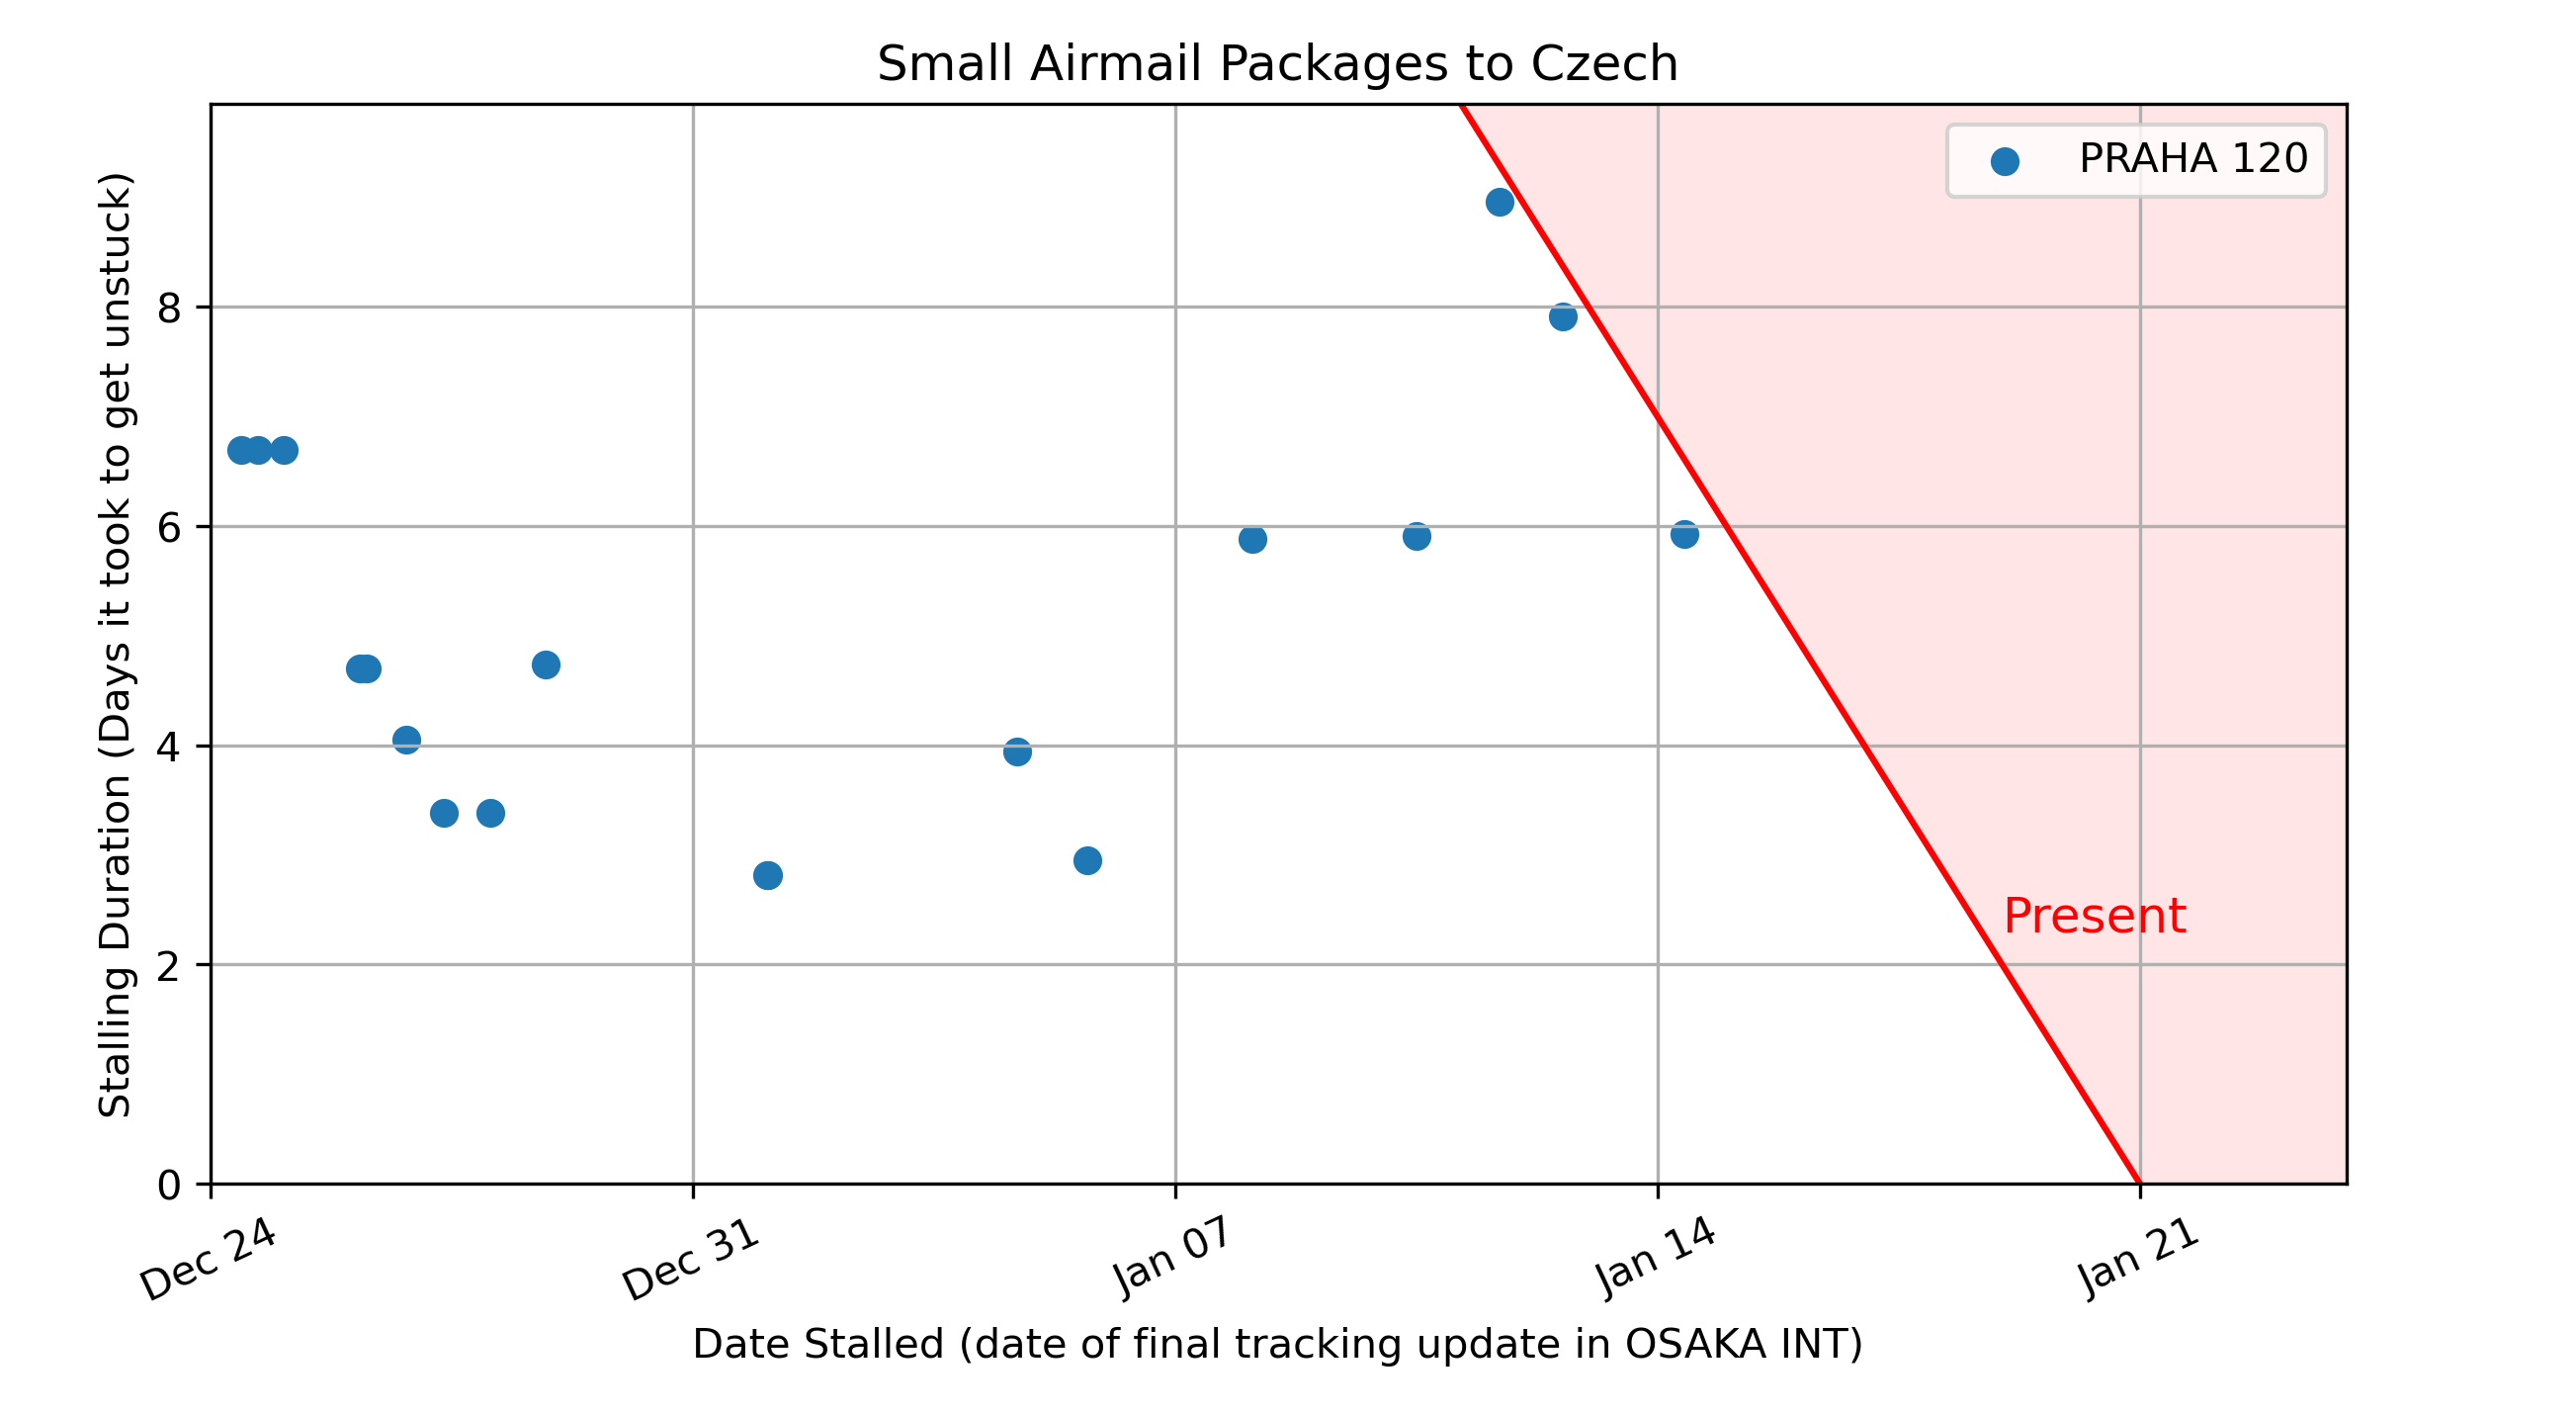 Small Airmail Packages to Czech
PRAHA 120
Stalling Duration (Days it took to get unstuck)
8
6
4
2
0
Present
Dec 24
Dec 31
Jan 07
Jan 14
Jan 21
Date Stalled (date of final tracking update in OSAKA INT)